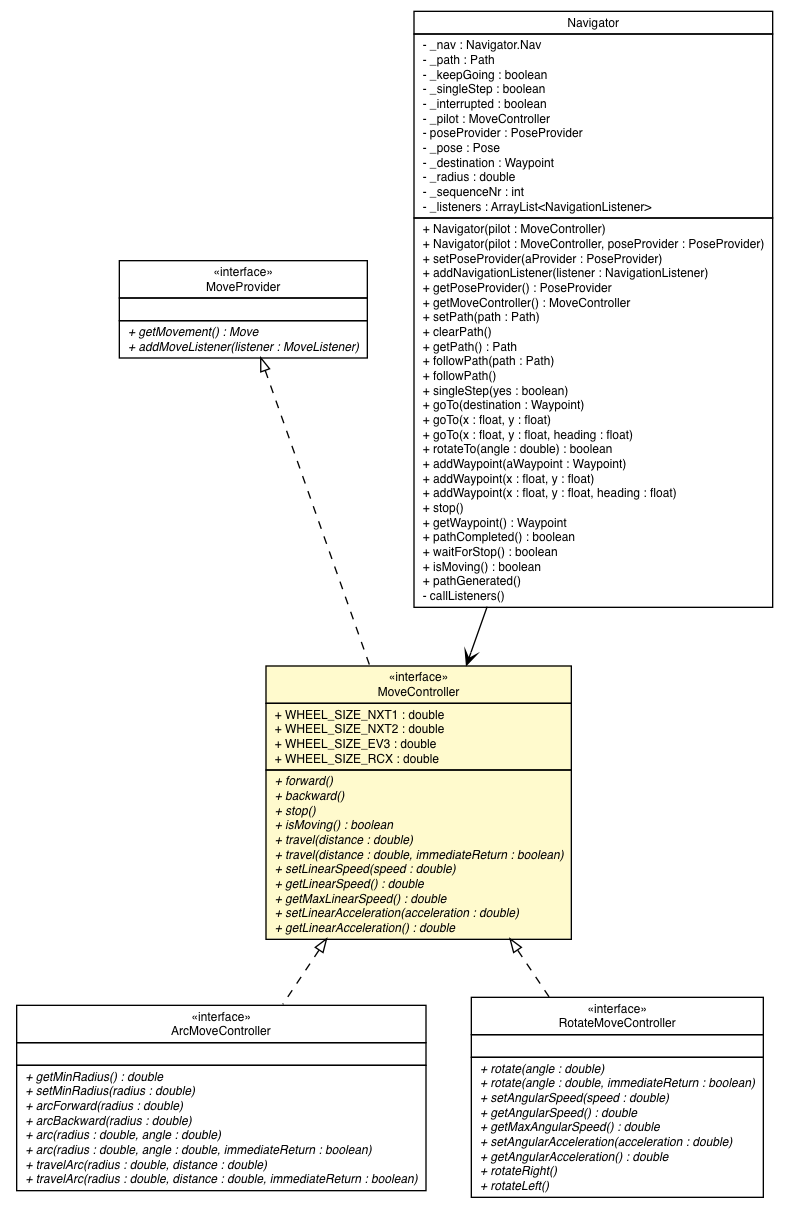 Navigator
- _nav : Navigator.Nav
- _path : Path
- _keepGoing : boolean
- _singleStep : boolean
- _interrupted : boolean
- _pilot : MoveController
- poseProvider : PoseProvider
- _pose : Pose
- _destination : Waypoint
- _radius : double
- _sequenceNr : int
- _listeners : ArrayList<NavigationListener>
+ Navigator(pilot : MoveController)
+ Navigator(pilot : MoveController, poseProvider : PoseProvider)
+ setPoseProvider(aProvider : PoseProvider)
+ addNavigationListener(listener : NavigationListener)
+ getPoseProvider() : PoseProvider
+ getMoveController() : MoveController
+ setPath(path : Path)
+ clearPath()
+ getPath() : Path
+ followPath(path : Path)
+ followPath()
+ singleStep(yes : boolean)
+ goTo(destination : Waypoint)
+ goTo(x : float, y : float)
+ goTo(x : float, y : float, heading : float)
+ rotateTo(angle : double) : boolean
+ addWaypoint(aWaypoint : Waypoint)
+ addWaypoint(x : float, y : float)
+ addWaypoint(x : float, y : float, heading : float)
+ stop()
+ getWaypoint() : Waypoint
+ pathCompleted() : boolean
+ waitForStop() : boolean
+ isMoving() : boolean
+ pathGenerated()
- callListeners()
«interface»
MoveProvider
+ getMovement() : Move
+ addMoveListener(listener : MoveListener)
«interface»
MoveController
+ WHEEL_SIZE_NXT1 : double
+ WHEEL_SIZE_NXT2 : double
+ WHEEL_SIZE_EV3 : double
+ WHEEL_SIZE_RCX : double
+ forward()
+ backward()
+ stop()
+ isMoving() : boolean
+ travel(distance : double)
+ travel(distance : double, immediateReturn : boolean)
+ setLinearSpeed(speed : double)
+ getLinearSpeed() : double
+ getMaxLinearSpeed() : double
+ setLinearAcceleration(acceleration : double)
+ getLinearAcceleration() : double
«interface»
ArcMoveController
+ getMinRadius() : double
+ setMinRadius(radius : double)
+ arcForward(radius : double)
+ arcBackward(radius : double)
+ arc(radius : double, angle : double)
+ arc(radius : double, angle : double, immediateReturn : boolean)
+ travelArc(radius : double, distance : double)
+ travelArc(radius : double, distance : double, immediateReturn : boolean)
«interface»
RotateMoveController
+ rotate(angle : double)
+ rotate(angle : double, immediateReturn : boolean)
+ setAngularSpeed(speed : double)
+ getAngularSpeed() : double
+ getMaxAngularSpeed() : double
+ setAngularAcceleration(acceleration : double)
+ getAngularAcceleration() : double
+ rotateRight()
+ rotateLeft()